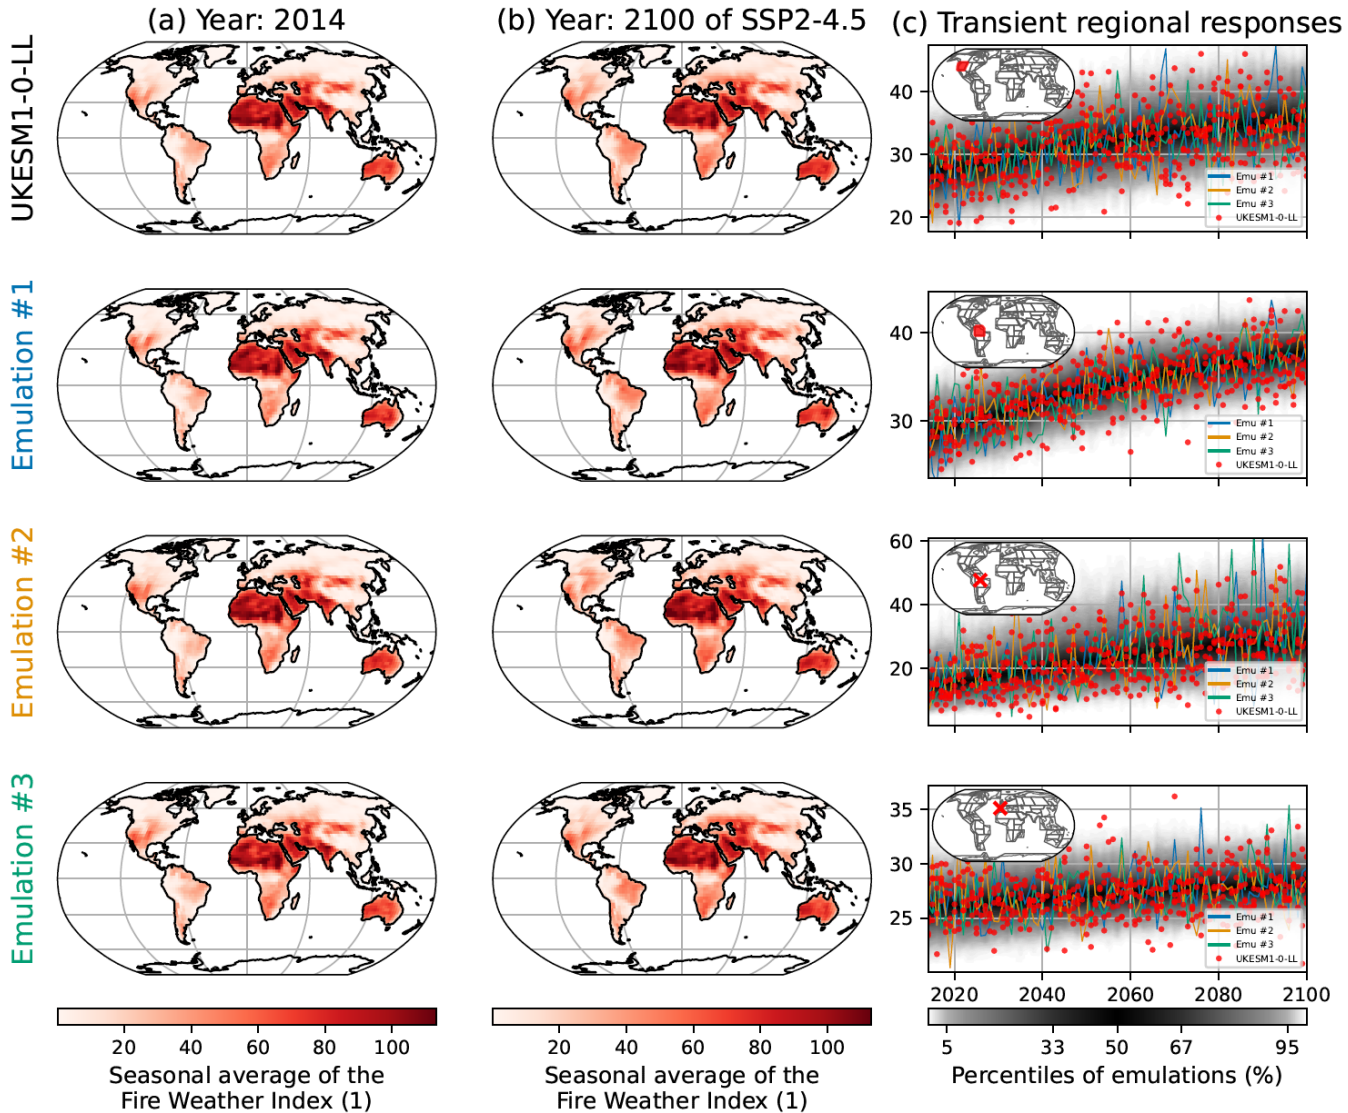 (a) Year: 2014
(b) Year: 2100 of SSP2-4.5
(c) Transient regional responses
UKESM1-0-LL
40
30
20
Emu #1
Emu #2
Emu #3
UKESM1-0-LL
Emulation #1
40
30
Emu #1
Emu #2
Emu #3
UKESM1-0-LL
Emulation #2
60
40
20
Emu #1
Emu #2
Emu #3
UKESM1-0-LL
Emulation #3
35
30
25
Emu #1
Emu #2
Emu #3
UKESM1-0-LL
2020 2040 2060 2080 2100
20 40 60 80 100
Seasonal average of the
Fire Weather Index (1)
20 40 60 80 100
Seasonal average of the
Fire Weather Index (1)
5 33 50 67 95
Percentiles of emulations (%)